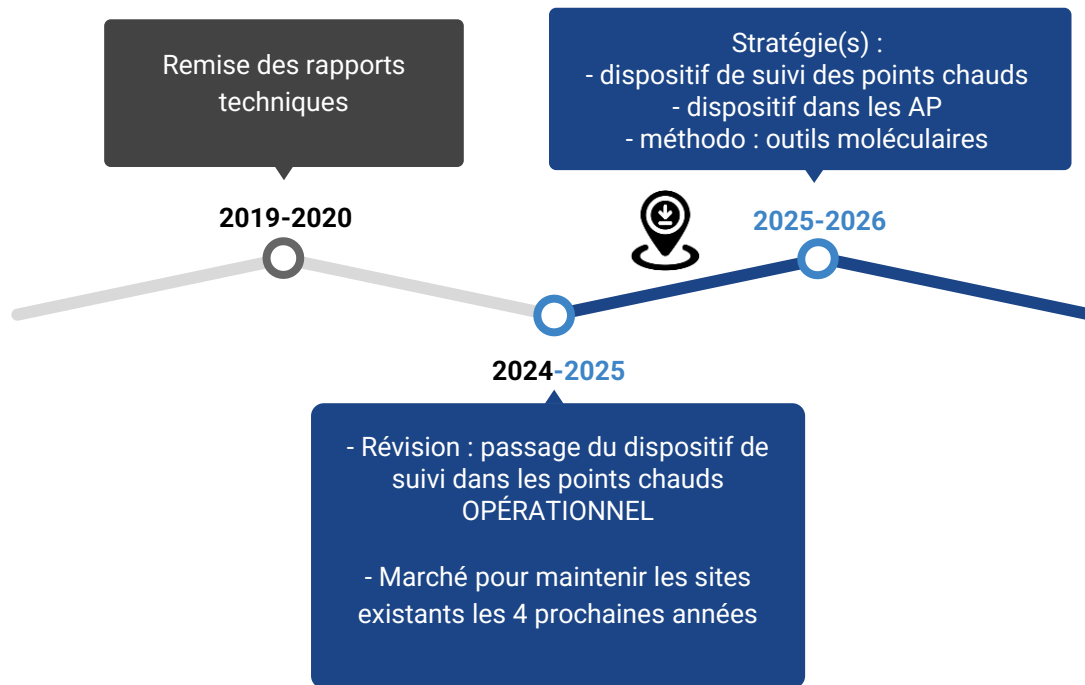 Remise des rapports
techniques
2019-2020
Stratégie(s) :
- dispositif de suivi des points chauds
- dispositif dans les AP
- méthodo : outils moléculaires
2025-2026
2024-2025
- Révision : passage du dispositif de
suivi dans les points chauds
OPÉRATIONNEL
- Marché pour maintenir les sites
existants les 4 prochaines années